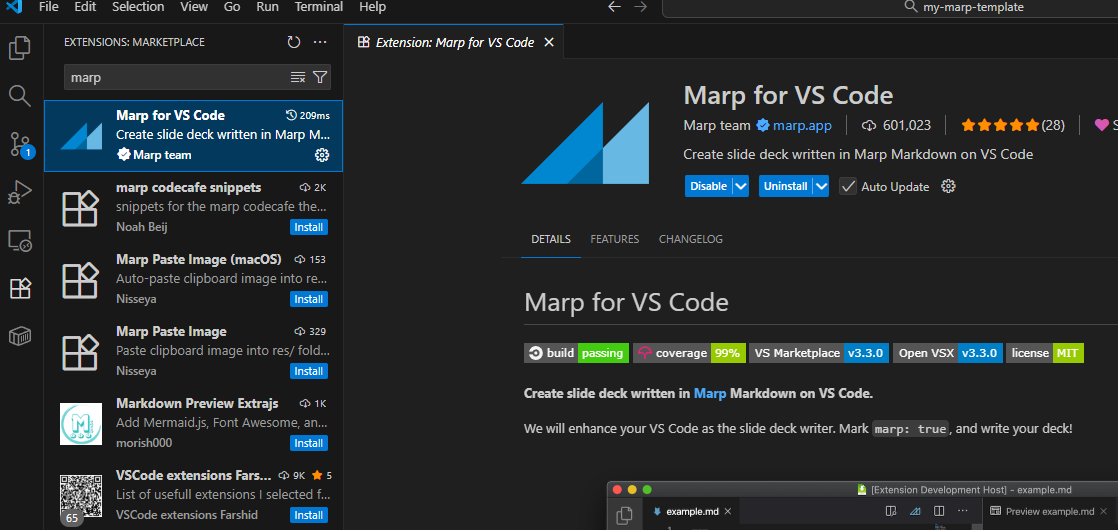 File Edit Selection View Go Run Terminal Help my-marp-template
EXTENSIONS: MARKETPLACE
marp
Marp for VS Code 209ms
Create slide deck written in Marp M...
Marp team
marp codecafe snippets 2K
snippets for the marp codecafe the...
Noah Beij Install
Marp Paste Image (macOS) 153
Auto-paste clipboard image into re...
Nisseya Install
Marp Paste Image 329
Paste clipboard image into res/ fold...
Nisseya Install
Markdown Preview Extrajs 1K
Add Mermaid.js, Font Awesome, an...
morish000 Install
VSCode extensions Fars... 9K 5
List of usefull extensions I selected f...
VSCode extensions Farshid Install
1
65
Extension: Marp for VS Code
Marp for VS Code
Marp team marp.app 601,023 (28) S
Create slide deck written in Marp Markdown on VS Code
Disable Uninstall Auto Update
DETAILS FEATURES CHANGELOG
Marp for VS Code
build passing coverage 99% VS Marketplace v3.3.0 Open VSX v3.3.0 license MIT
Create slide deck written in Marp Markdown on VS Code.
We will enhance your VS Code as the slide deck writer. Mark marp: true, and write your deck!
[Extension Development Host] - example.md
example.md Preview example.md